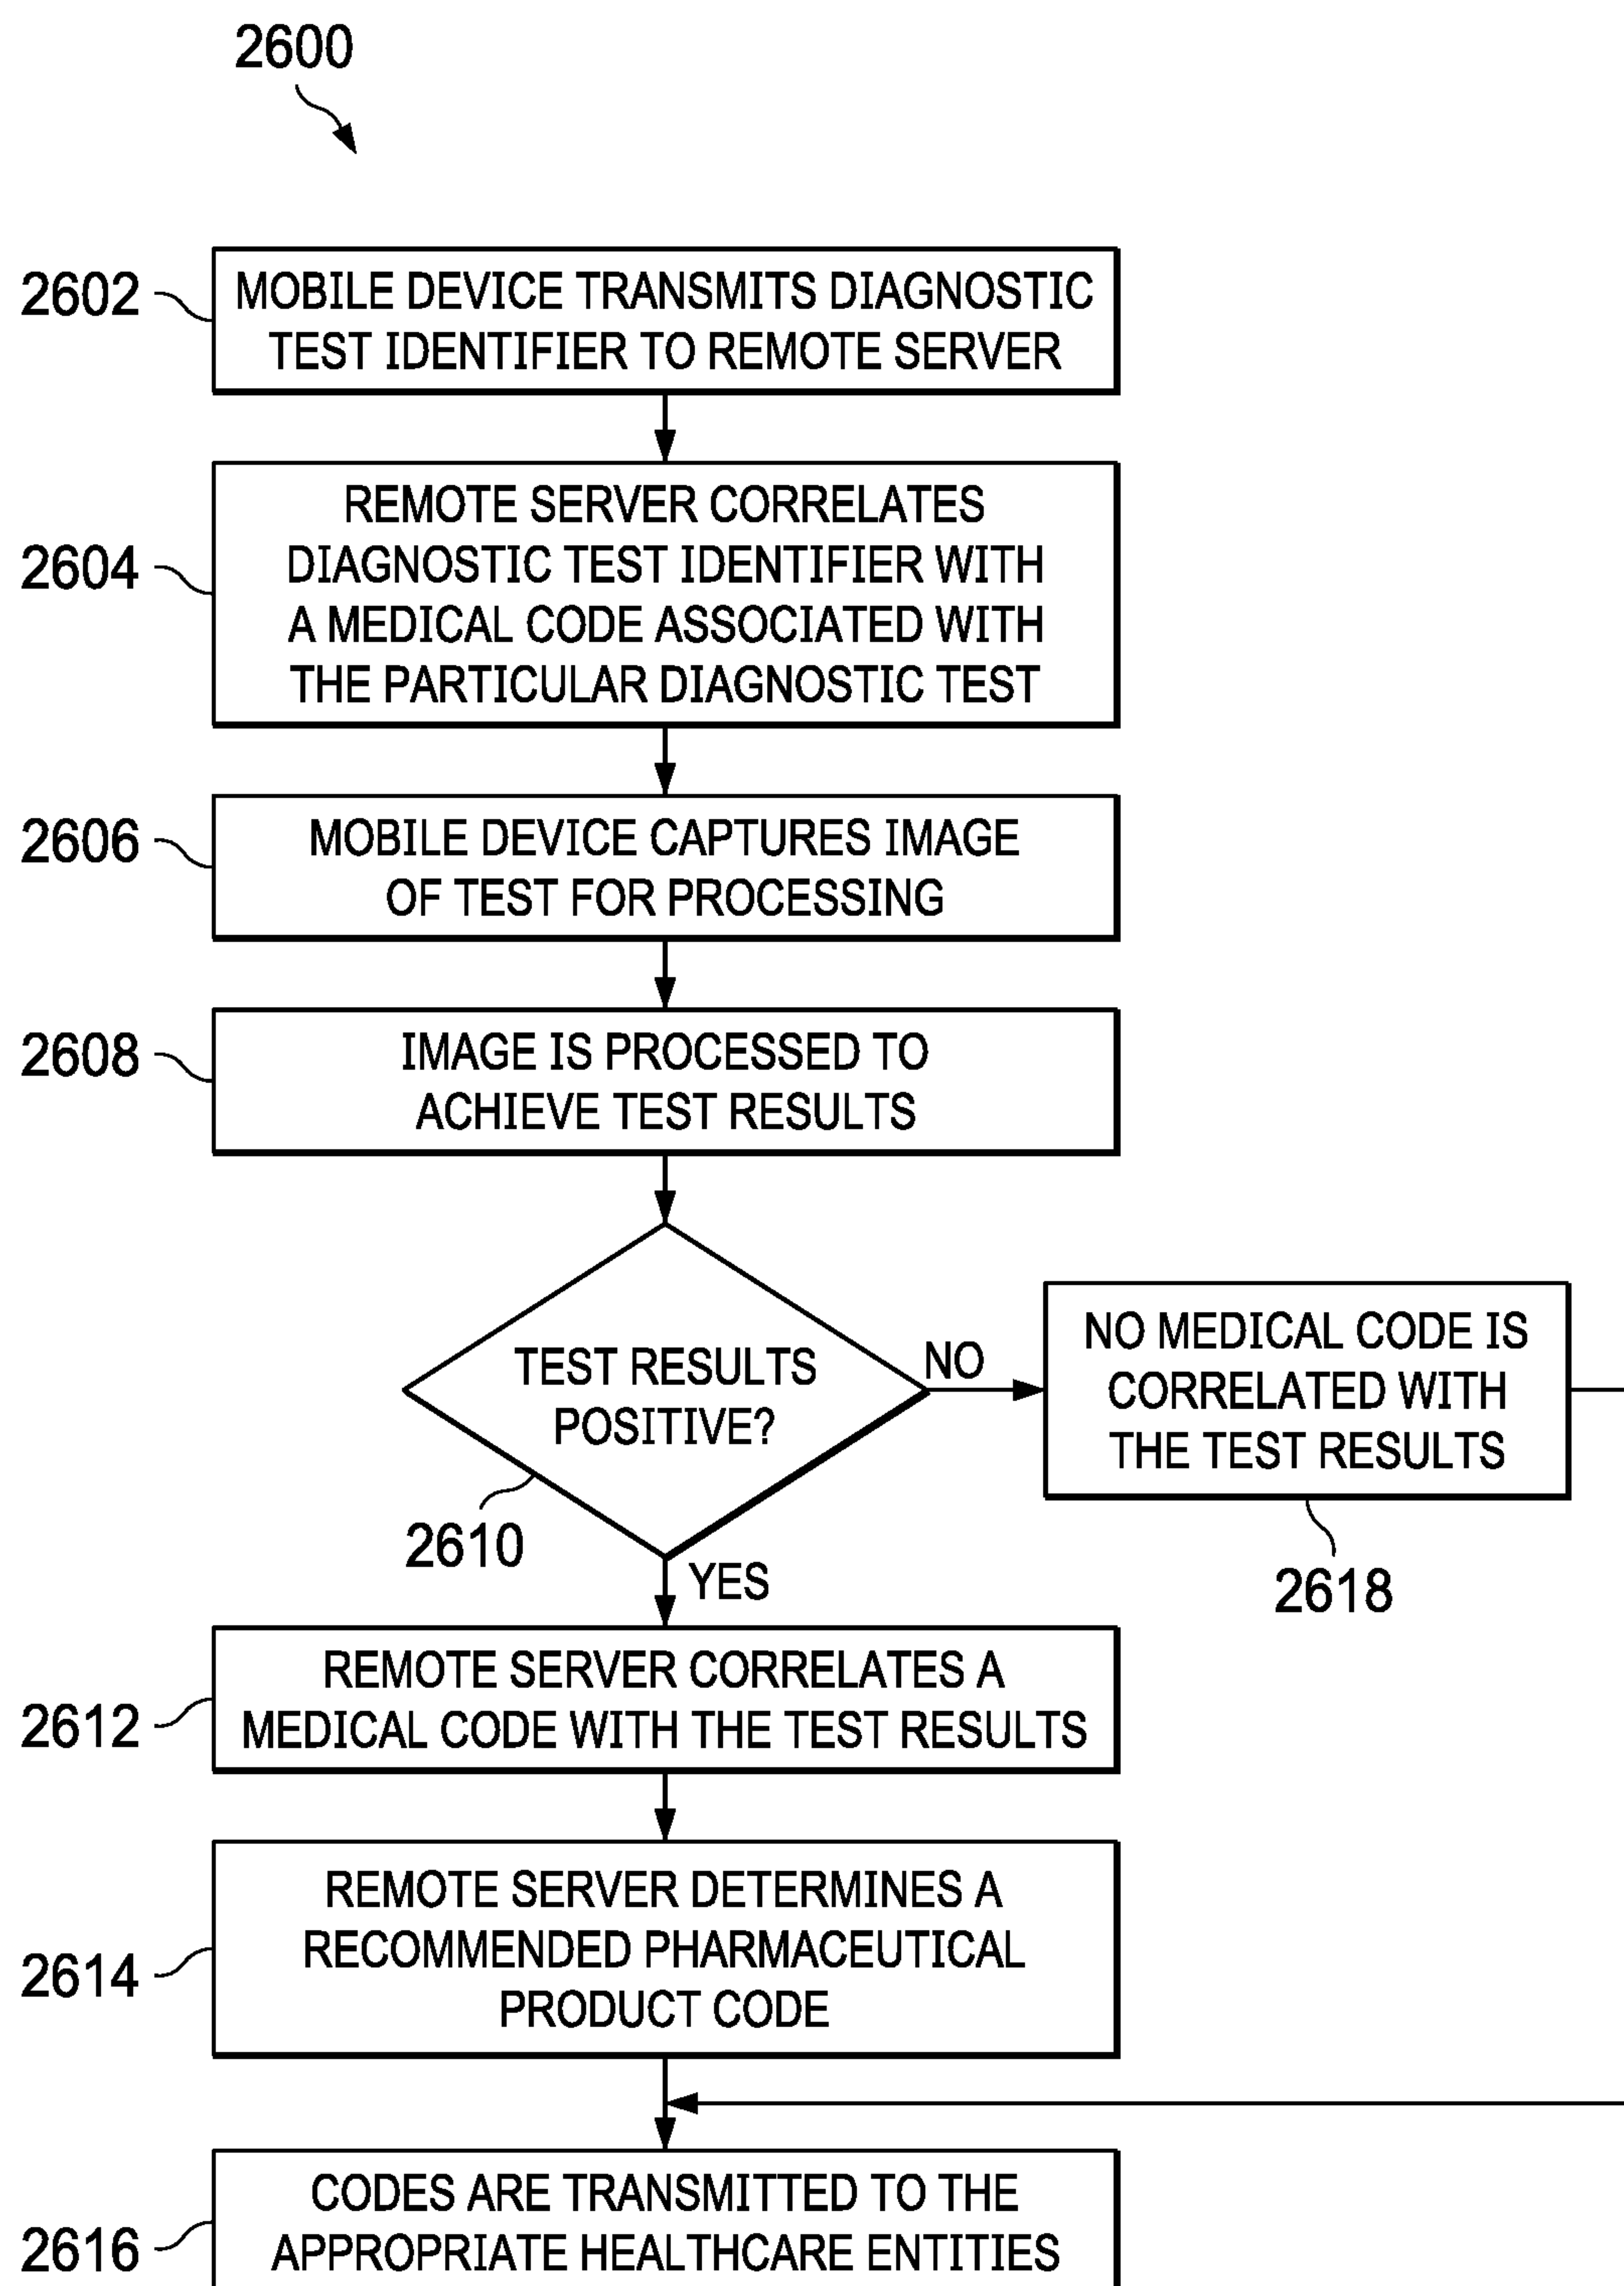 2600
2602
MOBILE DEVICE TRANSMITS DIAGNOSTIC
TEST IDENTIFIER TO REMOTE SERVER
2604
REMOTE SERVER CORRELATES
DIAGNOSTIC TEST IDENTIFIER WITH
A MEDICAL CODE ASSOCIATED WITH
THE PARTICULAR DIAGNOSTIC TEST
2606
MOBILE DEVICE CAPTURES IMAGE
OF TEST FOR PROCESSING
2608
IMAGE IS PROCESSED TO
ACHIEVE TEST RESULTS
TEST RESULTS
POSITIVE?
2610
NO
NO MEDICAL CODE IS
CORRELATED WITH
THE TEST RESULTS
2618
YES
2612
REMOTE SERVER CORRELATES A
MEDICAL CODE WITH THE TEST RESULTS
2614
REMOTE SERVER DETERMINES A
RECOMMENDED PHARMACEUTICAL
PRODUCT CODE
2616
CODES ARE TRANSMITTED TO THE
APPROPRIATE HEALTHCARE ENTITIES